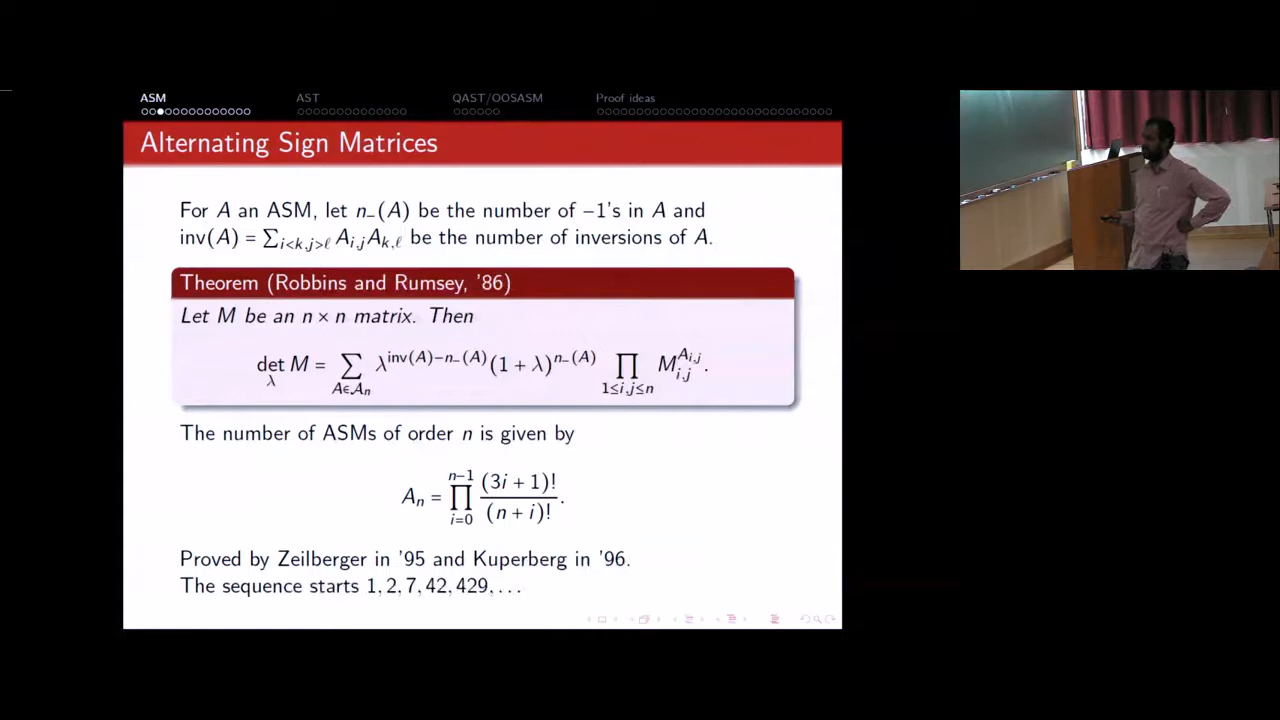 ASM AST QAST/OOSASM Proof ideas
Alternating Sign Matrices
For A an ASM, let n₋(A) be the number of −1's in A and
inv(A) = ∑_{i<k,j>ℓ} A_{i,j}A_{k,ℓ} be the number of inversions of A.
Theorem (Robbins and Rumsey, '86)
Let M be an n × n matrix. Then
det_λ M = ∑_{A∈𝒜_n} λ^{inv(A)−n₋(A)}(1 + λ)^{n₋(A)} ∏_{1≤i,j≤n} M_{i,j}^{A_{i,j}}.
The number of ASMs of order n is given by
A_n = ∏_{i=0}^{n−1} (3i + 1)!/(n + i)!.
Proved by Zeilberger in '95 and Kuperberg in '96.
The sequence starts 1, 2, 7, 42, 429, . . .